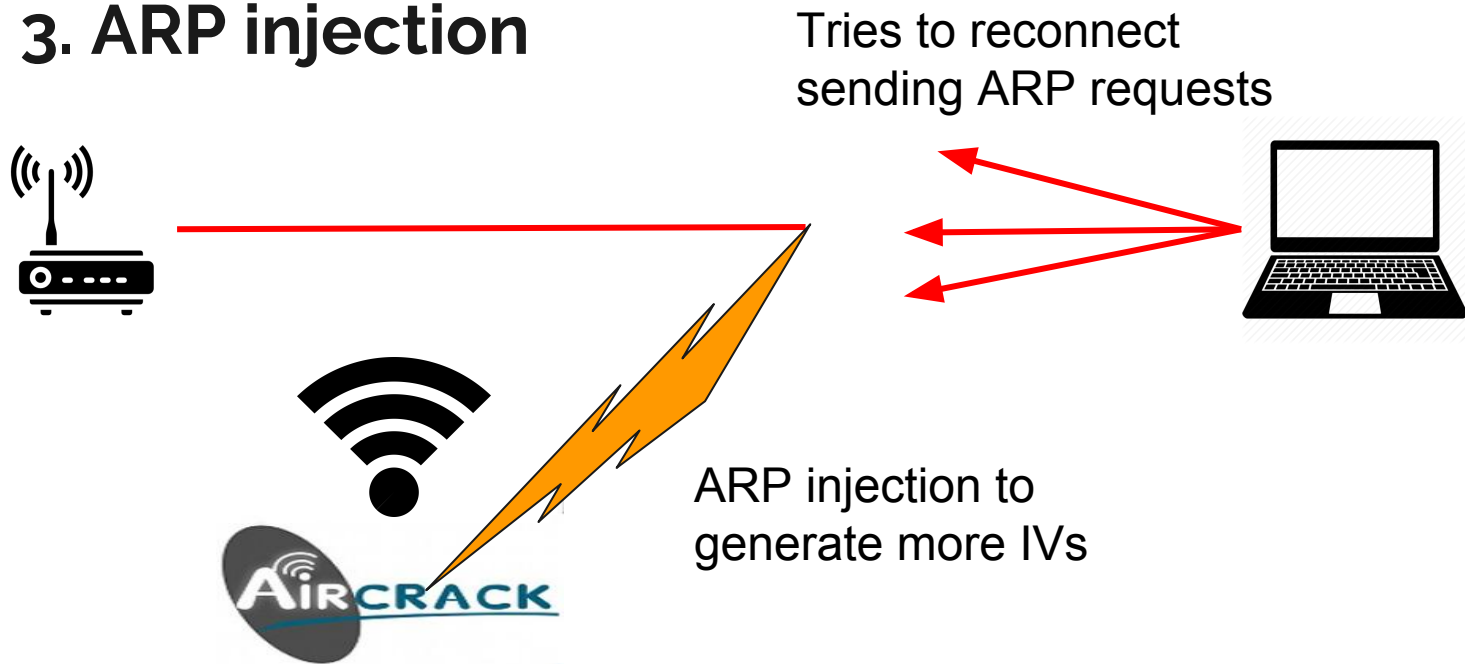 3. ARP injection
Tries to reconnect
sending ARP requests
ARP injection to
generate more IVs
AIRCRACK